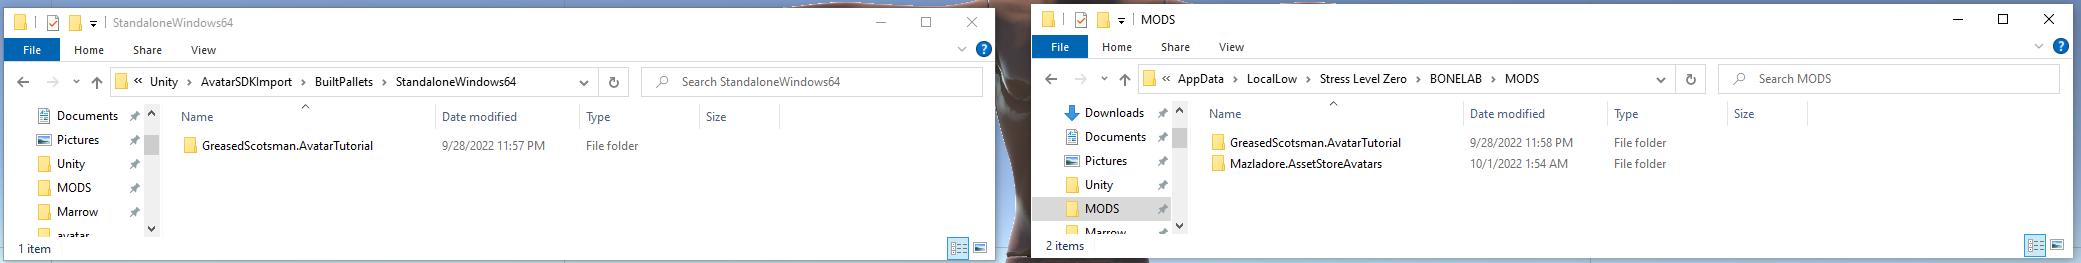 StandaloneWindows64
File Home Share View
« Unity > AvatarSDKImport > BuiltPallets > StandaloneWindows64
Search StandaloneWindows64
Documents
Pictures
Unity
MODS
Marrow
avatar
Name Date modified Type Size
GreasedScotsman.AvatarTutorial 9/28/2022 11:57 PM File folder
1 item
MODS
File Home Share View
« AppData > LocalLow > Stress Level Zero > BONELAB > MODS
Search MODS
Downloads
Documents
Pictures
Unity
MODS
Marrow
Name Date modified Type Size
GreasedScotsman.AvatarTutorial 9/28/2022 11:58 PM File folder
Mazladore.AssetStoreAvatars 10/1/2022 1:54 AM File folder
2 items